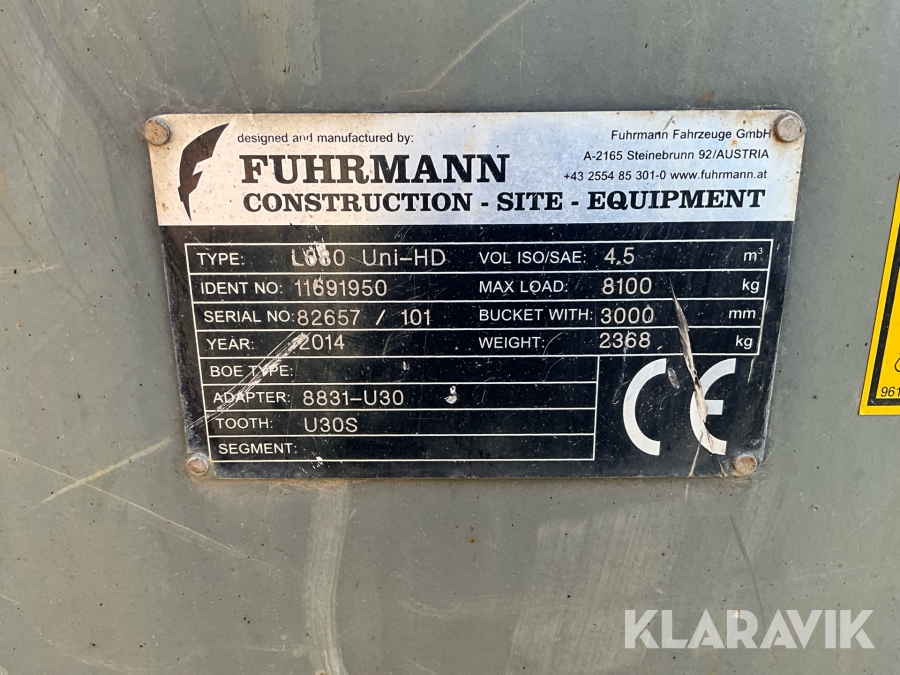 designed and manufactured by:
FUHRMANN
CONSTRUCTION - SITE - EQUIPMENT
Fuhrmann Fahrzeuge GmbH
A-2165 Steinebrunn 92/AUSTRIA
+43 2554 85 301-0 www.fuhrmann.at
TYPE: Uni-HD VOL ISO/SAE: 4.5 m³
IDENT NO: 11691950 MAX LOAD: 8100 kg
SERIAL NO: 82657 / 101 BUCKET WITH: 3000 mm
YEAR: 2014 WEIGHT: 2368 kg
BOE TYPE:
ADAPTER: 8831-U30
TOOTH: U30S
SEGMENT:
CE
961
KLARAVIK